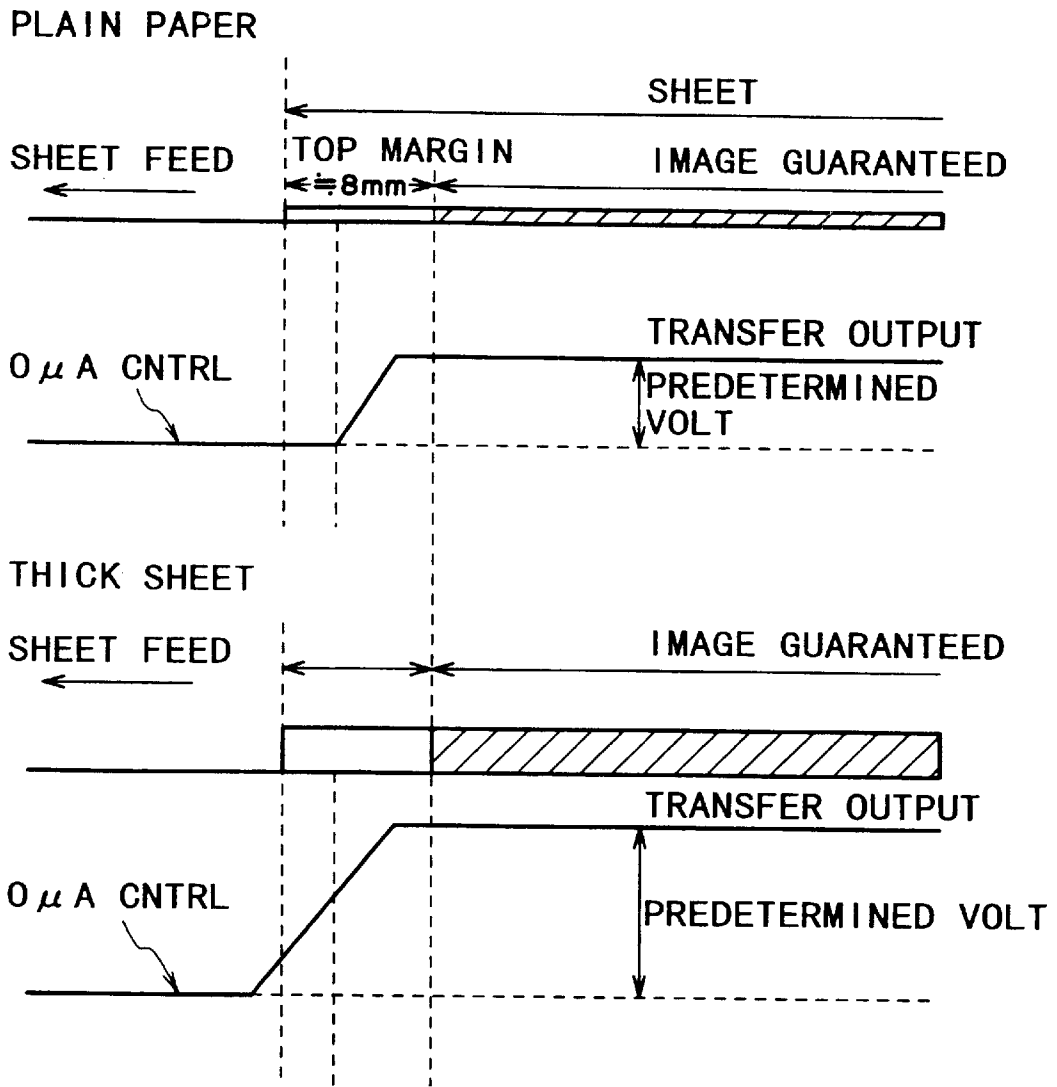 PLAIN PAPER
SHEET
SHEET FEED
TOP MARGIN
IMAGE GUARANTEED
≒8mm
TRANSFER OUTPUT
0μA CNTRL
PREDETERMINED
VOLT
THICK SHEET
SHEET FEED
IMAGE GUARANTEED
TRANSFER OUTPUT
0μA CNTRL
PREDETERMINED VOLT